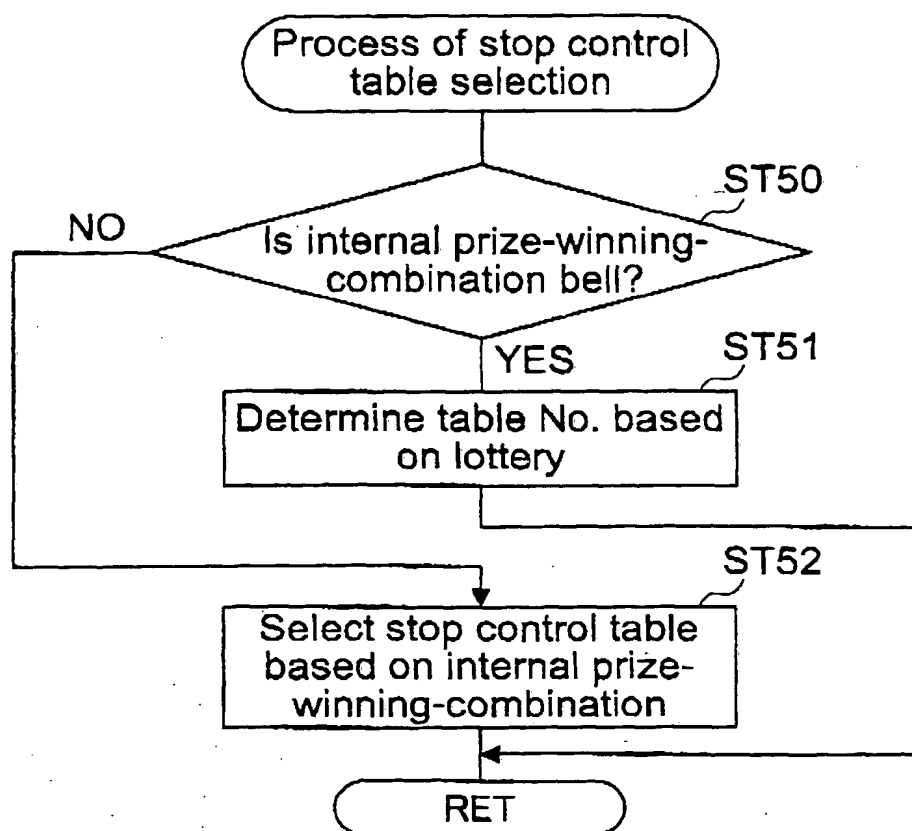 Process of stop control
table selection
ST50
NO
Is internal prize-winning-
combination bell?
YES
ST51
Determine table No. based
on lottery
ST52
Select stop control table
based on internal prize-
winning-combination
RET